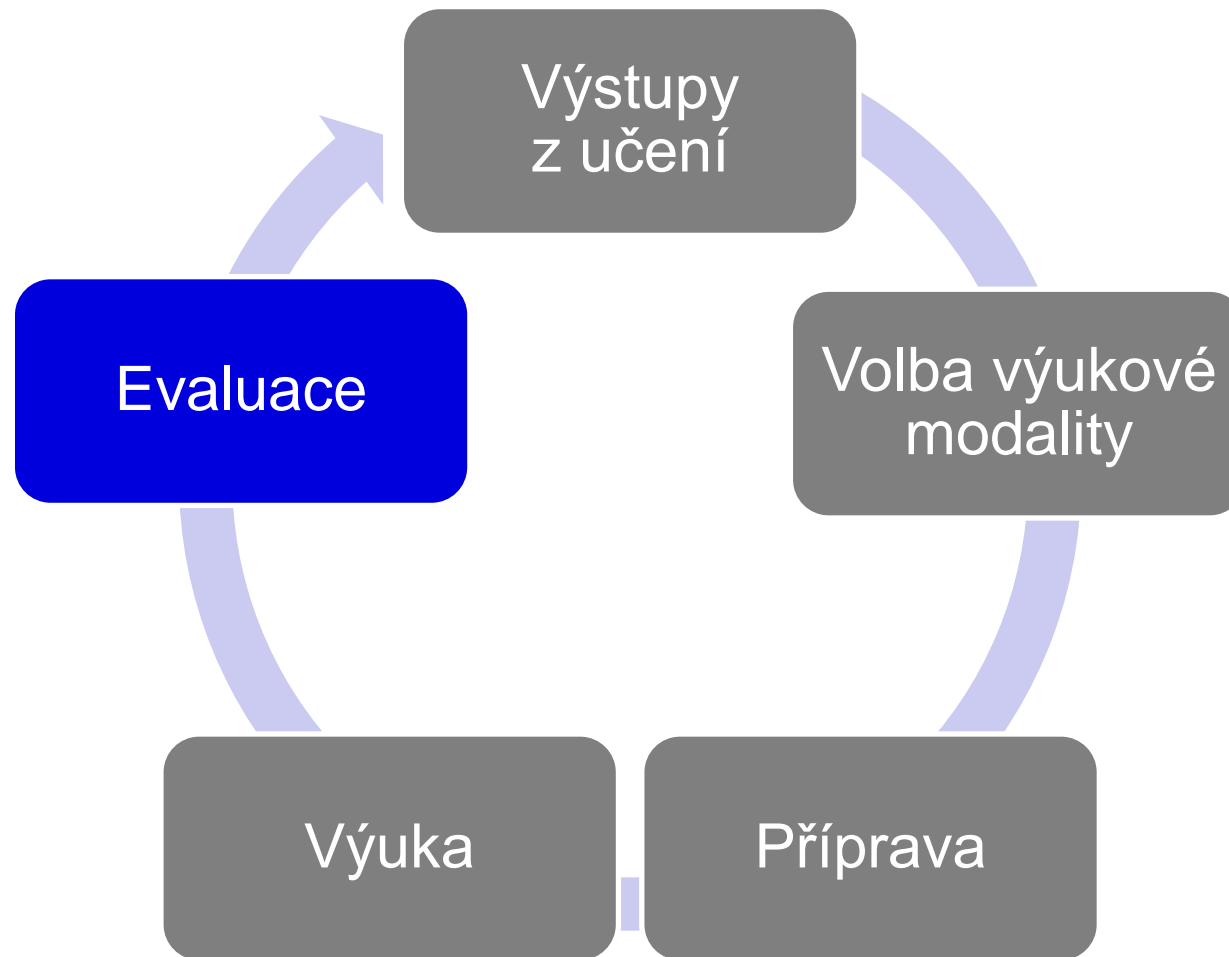 Výstupy
z učení
Volba výukové
modality
Příprava
Výuka
Evaluace